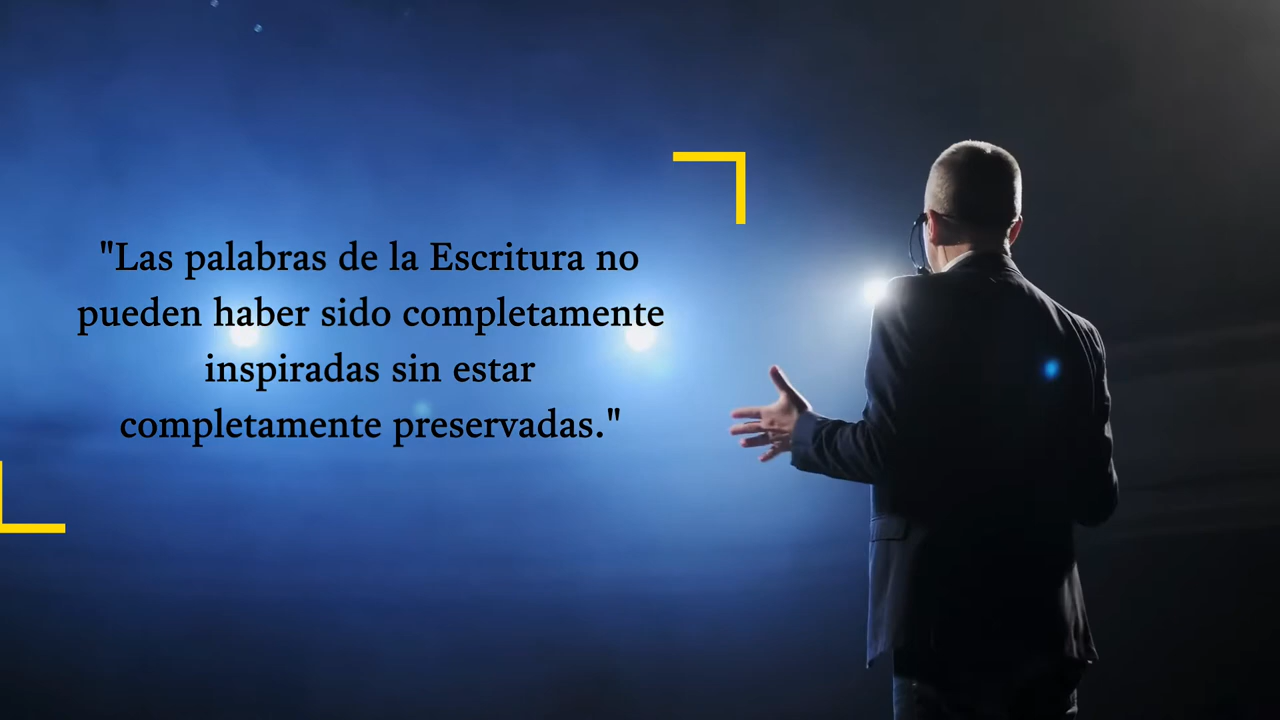 "Las palabras de la Escritura no
pueden haber sido completamente
inspiradas sin estar
completamente preservadas."